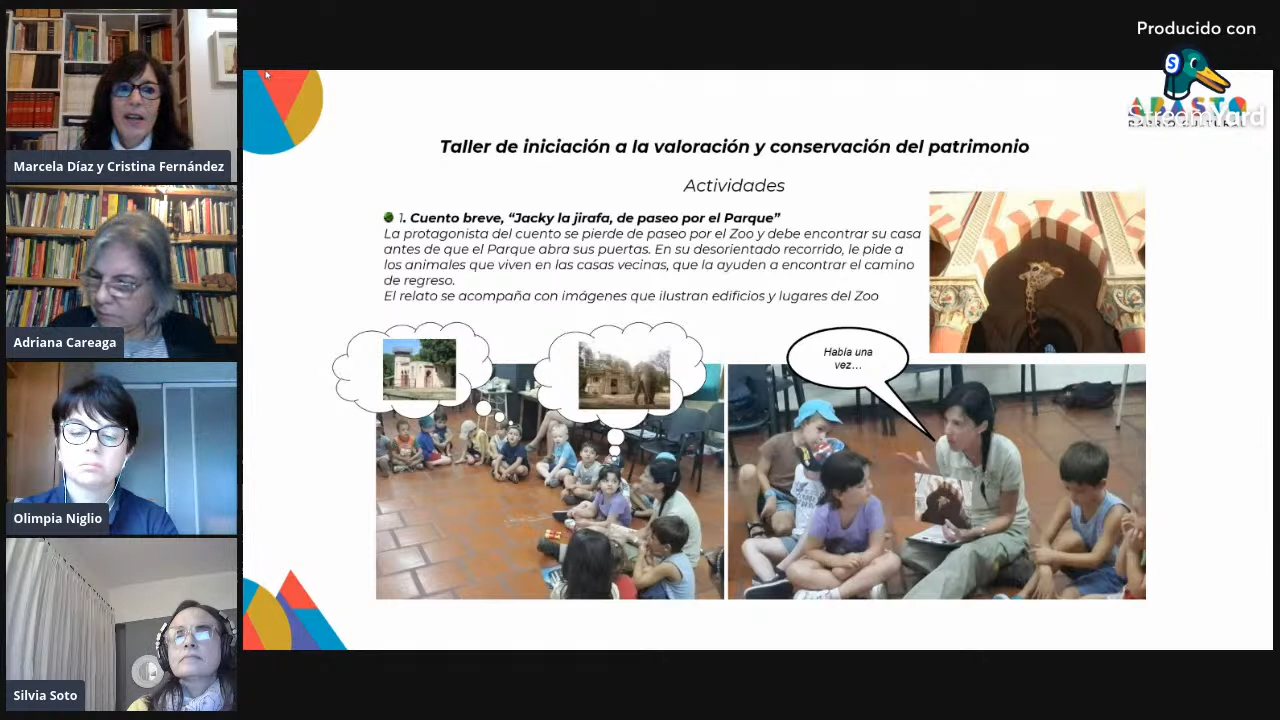 Producido con
S
ABASTO
BARRIO CULTURAL
StreamYard
Marcela Díaz y Cristina Fernández
Adriana Careaga
Olimpia Niglio
Silvia Soto
Taller de iniciación a la valoración y conservación del patrimonio
Actividades
1. Cuento breve, “Jacky la jirafa, de paseo por el Parque”
La protagonista del cuento se pierde de paseo por el Zoo y debe encontrar su casa
antes de que el Parque abra sus puertas. En su desorientado recorrido, le pide a
los animales que viven en las casas vecinas, que la ayuden a encontrar el camino
de regreso.
El relato se acompaña con imágenes que ilustran edificios y lugares del Zoo
Había una
vez...